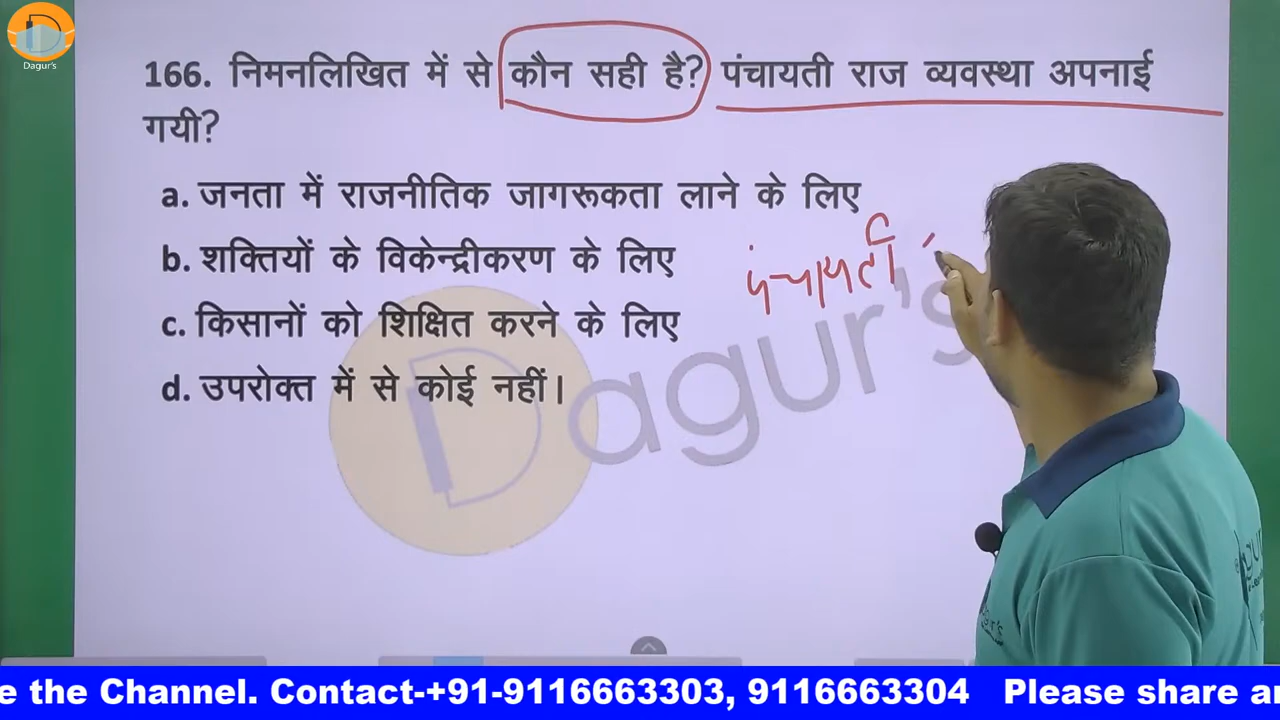 Dagur's
166. निमनलिखित में से कौन सही है? पंचायती राज व्यवस्था अपनाई
गयी?
a. जनता में राजनीतिक जागरूकता लाने के लिए
b. शक्तियों के विकेन्द्रीकरण के लिए
पंचायती
c. किसानों को शिक्षित करने के लिए
d. उपरोक्त में से कोई नहीं।
Dagur's
e the Channel. Contact-+91-9116663303, 9116663304 Please share a